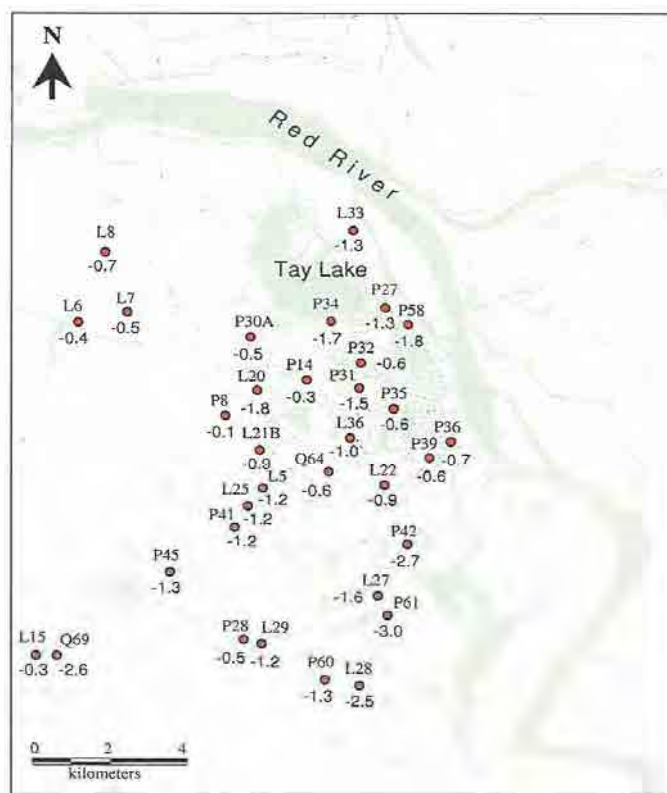 N
Red River
L33
-1.3
L8
-0.7
Tay Lake
L6
-0.4
L7
-0.5
P27
-1.3
P58
-1.8
P34
-1.7
P30A
-0.5
P32
-0.6
P14
-0.3
P31
-1.5
L20
-1.8
P8
-0.1
P35
-0.6
L36
-1.0
P36
-0.7
P39
-0.6
L21B
-0.9
Q64
-0.6
L22
-0.9
L5
-1.2
L25
-1.2
P41
-1.2
P42
-2.7
P45
-1.3
L27
-1.6
P61
-3.0
P28
-0.5
L29
-1.2
L15
-0.3
Q69
-2.6
P60
-1.3
L28
-2.5
0 2 4
kilometers